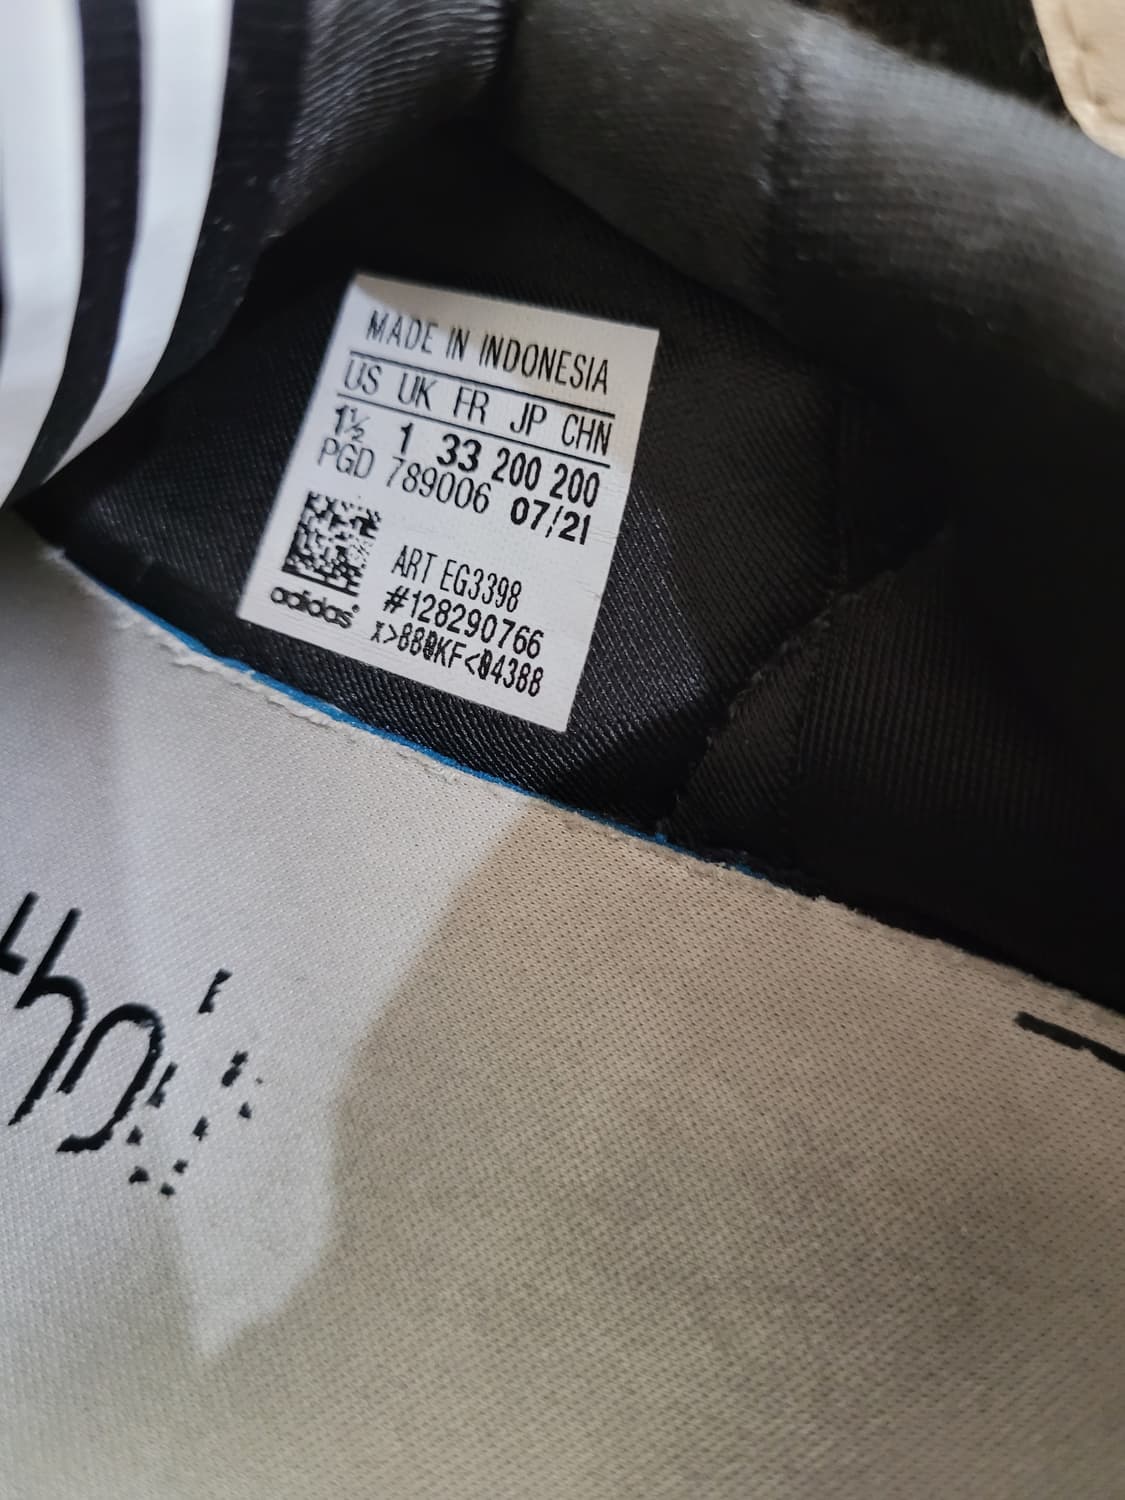 MADE IN INDONESIA
US UK FR JP CHN
1½ 1 33 200 200
PGD 789006 07/21
ART EG3398
#128290766
adidas